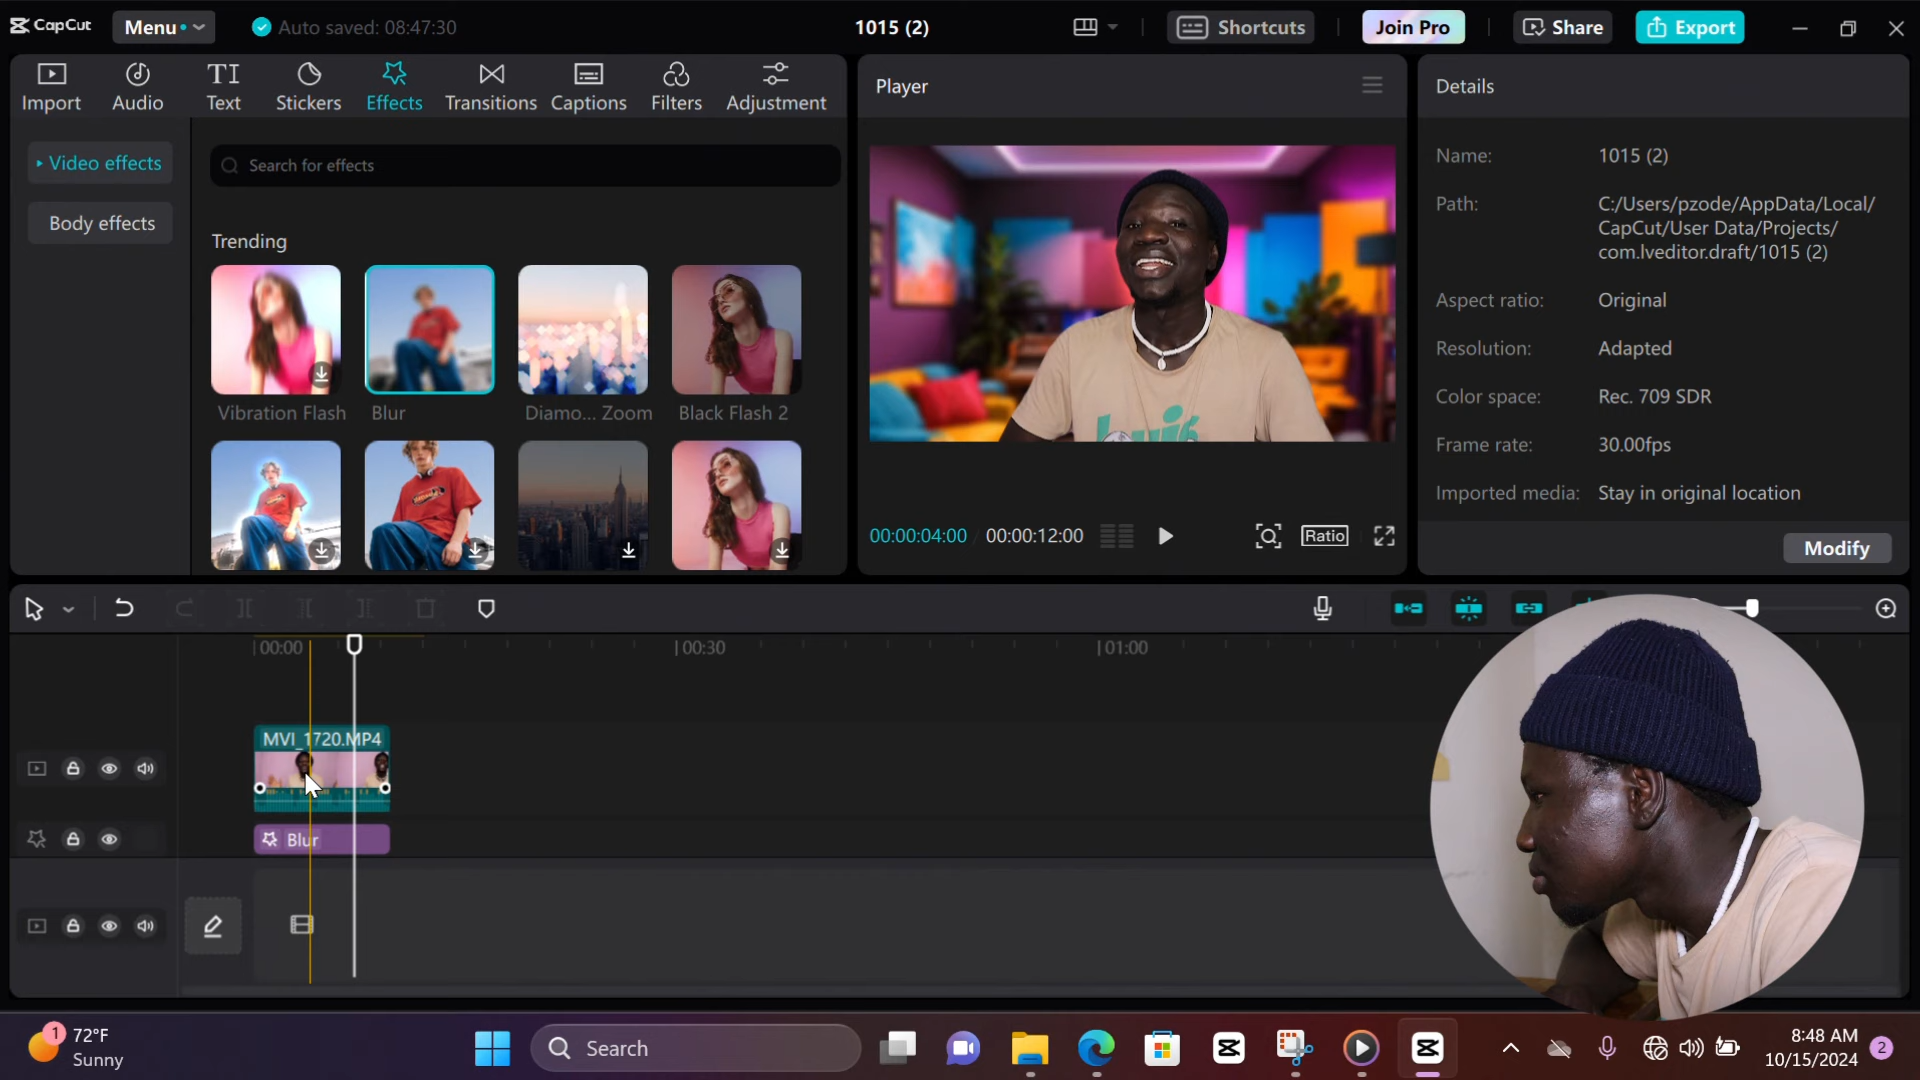 CapCut
Menu
Auto saved: 08:47:30
1015 (2)
Shortcuts
Join Pro
Share
Export
Import
Audio
TI
Text
Stickers
Effects
Transitions
Captions
Filters
Adjustment
Video effects
Body effects
Search for effects
Trending
Vibration Flash
Blur
Diamo... Zoom
Black Flash 2
Player
00:00:04:00
00:00:12:00
Ratio
Details
Name:
1015 (2)
Path:
C:/Users/pzode/AppData/Local/
CapCut/User Data/Projects/
com.lveditor.draft/1015 (2)
Aspect ratio:
Original
Resolution:
Adapted
Color space:
Rec. 709 SDR
Frame rate:
30.00fps
Imported media:
Stay in original location
Modify
00:00
00:30
01:00
MVI_1720.MP4
Blur
1
72°F
Sunny
Search
8:48 AM
10/15/2024
2